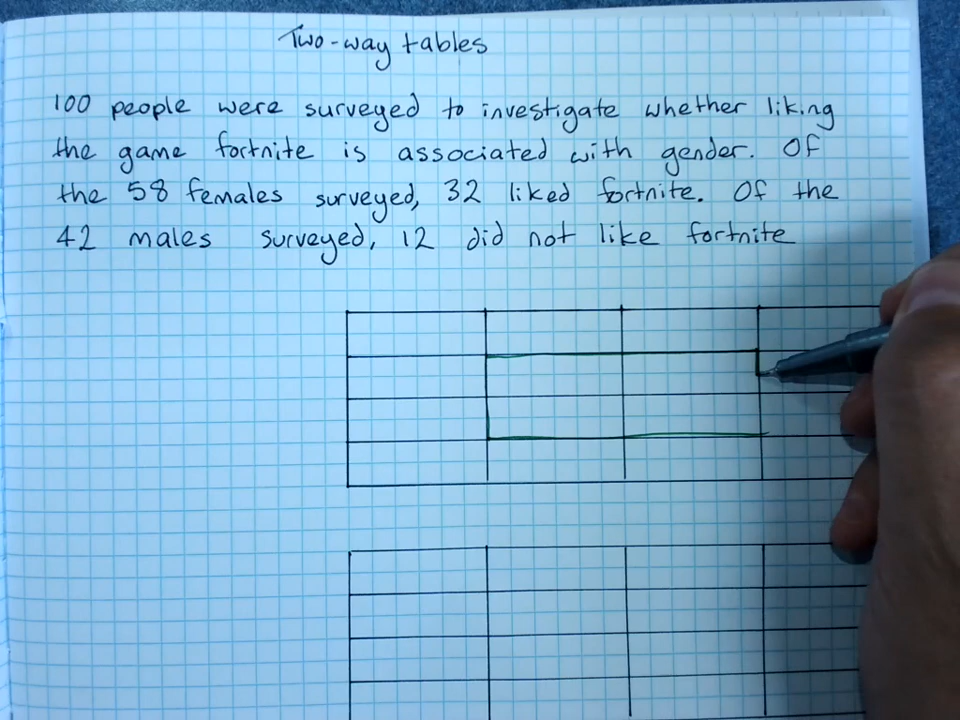 Two-way tables
100 people were surveyed to investigate whether liking
the game fortnite is associated with gender. Of
the 58 females surveyed, 32 liked fortnite. Of the
42 males surveyed, 12 did not like fortnite